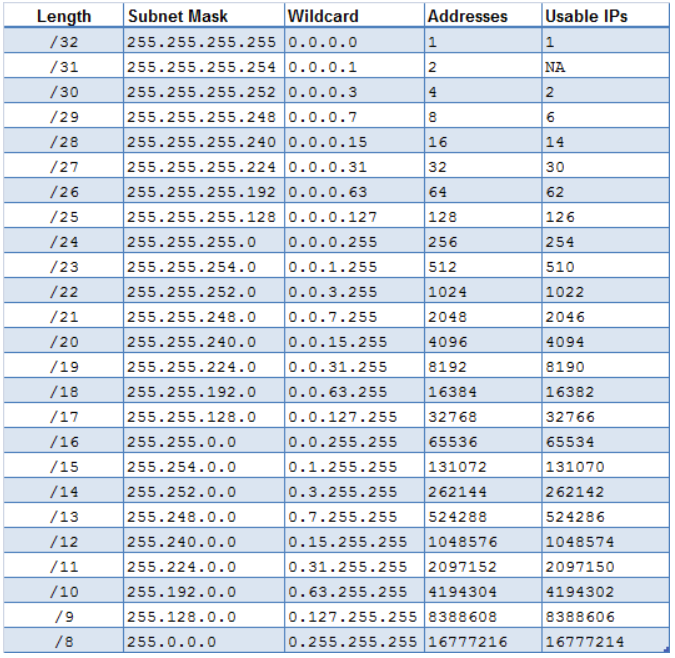 Length Subnet Mask Wildcard Addresses Usable IPs
/32 255.255.255.255 0.0.0.0 1 1
/31 255.255.255.254 0.0.0.1 2 NA
/30 255.255.255.252 0.0.0.3 4 2
/29 255.255.255.248 0.0.0.7 8 6
/28 255.255.255.240 0.0.0.15 16 14
/27 255.255.255.224 0.0.0.31 32 30
/26 255.255.255.192 0.0.0.63 64 62
/25 255.255.255.128 0.0.0.127 128 126
/24 255.255.255.0 0.0.0.255 256 254
/23 255.255.254.0 0.0.1.255 512 510
/22 255.255.252.0 0.0.3.255 1024 1022
/21 255.255.248.0 0.0.7.255 2048 2046
/20 255.255.240.0 0.0.15.255 4096 4094
/19 255.255.224.0 0.0.31.255 8192 8190
/18 255.255.192.0 0.0.63.255 16384 16382
/17 255.255.128.0 0.0.127.255 32768 32766
/16 255.255.0.0 0.0.255.255 65536 65534
/15 255.254.0.0 0.1.255.255 131072 131070
/14 255.252.0.0 0.3.255.255 262144 262142
/13 255.248.0.0 0.7.255.255 524288 524286
/12 255.240.0.0 0.15.255.255 1048576 1048574
/11 255.224.0.0 0.31.255.255 2097152 2097150
/10 255.192.0.0 0.63.255.255 4194304 4194302
/9 255.128.0.0 0.127.255.255 8388608 8388606
/8 255.0.0.0 0.255.255.255 16777216 16777214